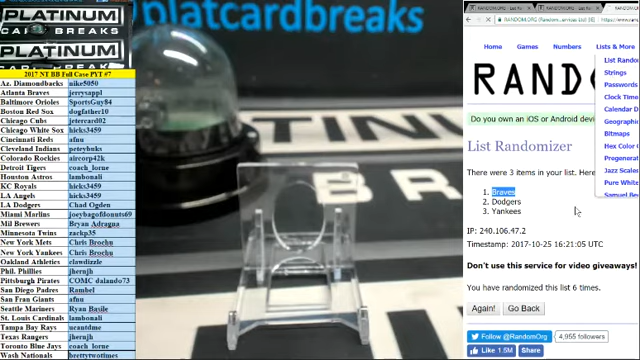 PLATINUM
CARD BREAKS
PLATINUM
CARD BREAKS
platcardbreaks
2017 NT BB Full Case PYT #7
Az. Diamondbacks nike5050
Atlanta Braves jerrysappl
Baltimore Orioles SportsGuy84
Boston Red Sox dogfather10
Chicago Cubs jetercard02
Chicago White Sox hicks3459
Cincinnati Reds afnu
Cleveland Indians peteybuks
Colorado Rockies aircorp42k
Detroit Tigers coach_lorne
Houston Astros lambonali
KC Royals hicks3459
LA Angels hicks3459
LA Dodgers Chad Ogden
Miami Marlins joeybagofdonuts69
Mil Brewers Bryan Adragna
Minnesota Twins zackp35
New York Mets Chris Brochu
New York Yankees Chris Brochu
Oakland Athletics clawdizzle
Phil. Phillies jhernjh
Pittsburgh Pirates COMC dalando73
San Diego Padres Rambel
San Fran Giants afnu
Seattle Mariners Ryan Basile
St. Louis Cardinals lambonali
Tampa Bay Rays ucantdme
Texas Rangers jhernjh
Toronto Blue Jays coach_lorne
Wash Nationals brettytwotimes
Home Games Numbers Lists & More
List Rando
Strings
Passwords
Clock Time
Calendar D
Geographi
Bitmaps
Hex Color
Pregenerat
Jazz Scales
Pure White
Samuel Be
RANDO
Do you own an iOS or Android devi
List Randomizer
There were 3 items in your list. Here
1. Braves
2. Dodgers
3. Yankees
IP: 240.106.47.2
Timestamp: 2017-10-25 16:21:05 UTC
Don't use this service for video giveaways!
You have randomized this list 6 times.
Again! Go Back
Follow @RandomOrg 4,955 followers
Like 1.5M Share